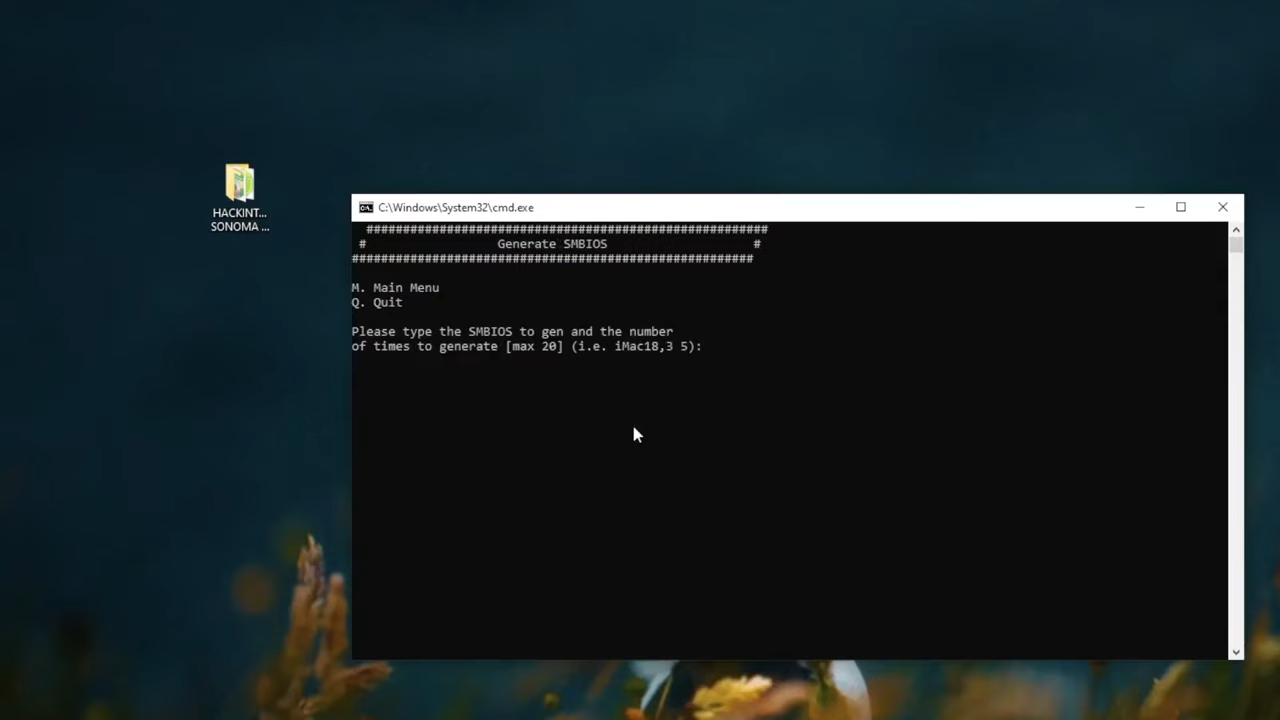 HACKINT...
SONOMA ...
C:\Windows\System32\cmd.exe
#######################################################
# Generate SMBIOS #
#######################################################
M. Main Menu
Q. Quit
Please type the SMBIOS to gen and the number
of times to generate [max 20] (i.e. iMac18,3 5):